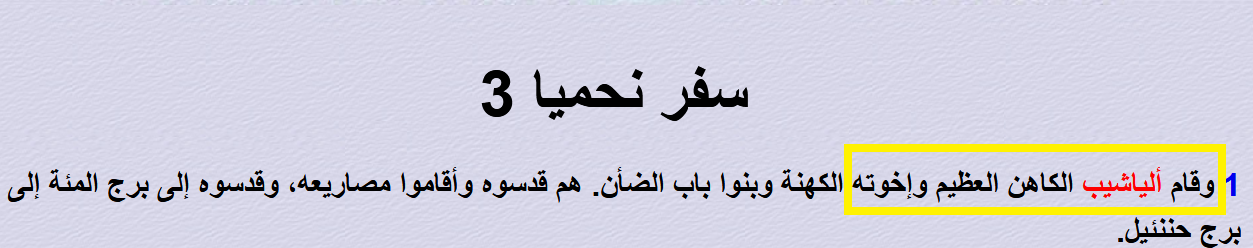 سفر نحميا 3
1 وقام ألياشيب الكاهن العظيم وإخوته الكهنة وبنوا باب الضأن. هم قدسوه وأقاموا مصاريعه، وقدسوه إلى برج المئة إلى
برج حننئيل.